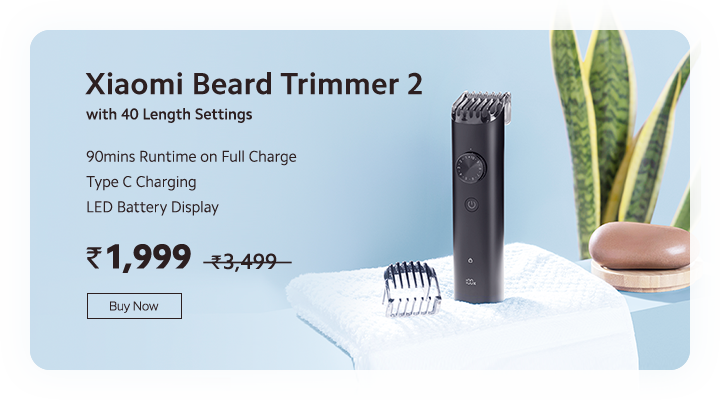 Xiaomi Beard Trimmer 2
with 40 Length Settings
90mins Runtime on Full Charge
Type C Charging
LED Battery Display
₹1,999 ₹3,499
Buy Now